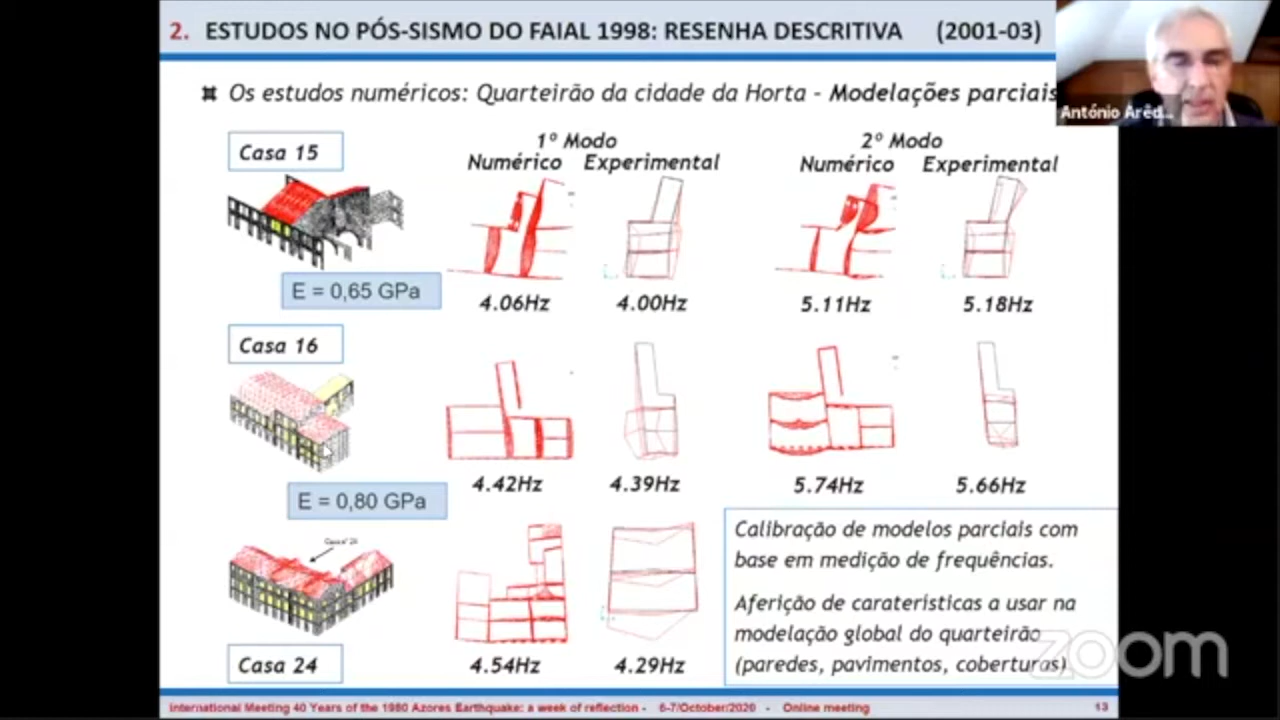 2. ESTUDOS NO PÓS-SISMO DO FAIAL 1998: RESENHA DESCRITIVA (2001-03)
António Arêd...
Os estudos numéricos: Quarteirão da cidade da Horta - Modelações parciais
Casa 15
1º Modo
2º Modo
Numérico Experimental
Numérico Experimental
E = 0,65 GPa
4.06Hz
4.00Hz
5.11Hz
5.18Hz
Casa 16
4.42Hz
4.39Hz
5.74Hz
5.66Hz
E = 0,80 GPa
Casa 24
4.54Hz
4.29Hz
Calibração de modelos parciais com
base em medição de frequências.
Aferição de caraterísticas a usar na
modelação global do quarteirão
(paredes, pavimentos, coberturas)
zoom
International Meeting 40 Years of the 1980 Azores Earthquake: a week of reflection - 6-7/October/2020 - Online meeting
13